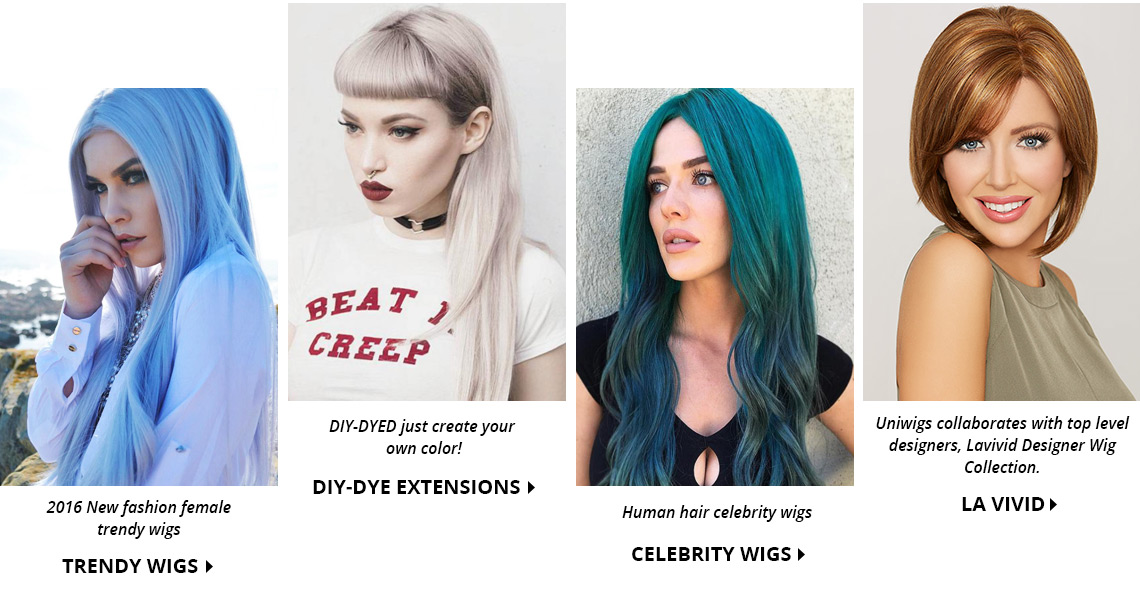 2016 New fashion female
trendy wigs
TRENDY WIGS
BEAT
CREEP
DIY-DYED just create your
own color!
DIY-DYE EXTENSIONS
Human hair celebrity wigs
CELEBRITY WIGS
Uniwigs collaborates with top level
designers, Lavivid Designer Wig
Collection.
LA VIVID